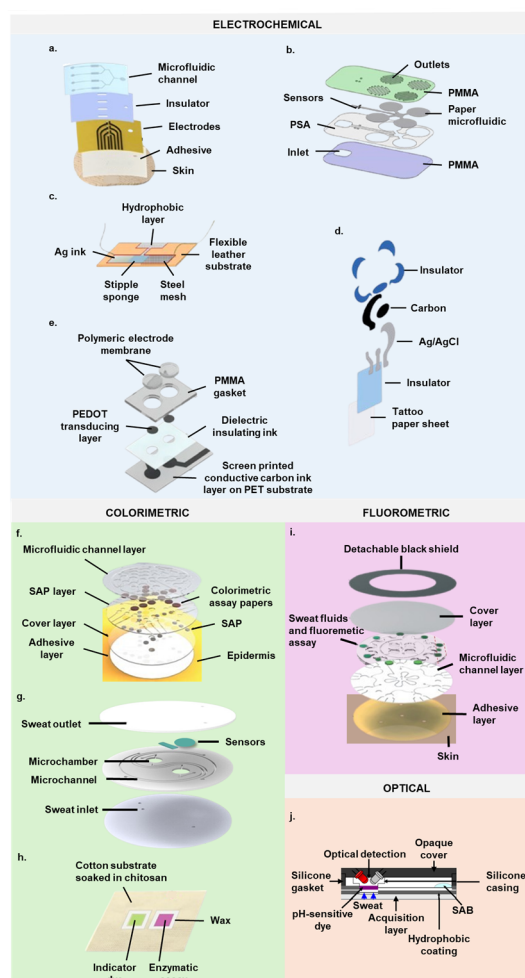 ELECTROCHEMICAL
a.
Microfluidic
channel
Insulator
Electrodes
Adhesive
Skin
b.
Outlets
Sensors
PMMA
Paper
microfluidic
PSA
Inlet
PMMA
c.
Hydrophobic
layer
Ag ink
Flexible
leather
substrate
Stipple
sponge
Steel
mesh
d.
Insulator
Carbon
Ag/AgCl
Insulator
Tattoo
paper sheet
e.
Polymeric electrode
membrane
PMMA
gasket
PEDOT
transducing
layer
Dielectric
insulating ink
Screen printed
conductive carbon ink
layer on PET substrate
COLORIMETRIC
f.
Microfluidic channel layer
SAP layer
Colorimetric
assay papers
Cover layer
SAP
Adhesive
layer
Epidermis
g.
Sweat outlet
Sensors
Microchamber
Microchannel
Sweat inlet
h.
Cotton substrate
soaked in chitosan
Wax
Indicator
Enzymatic
FLUOROMETRIC
i.
Detachable black shield
Cover
layer
Sweat fluids
and fluoremetic
assay
Microfluidic
channel layer
Adhesive
layer
Skin
OPTICAL
j.
Opaque
cover
Optical detection
Silicone
gasket
Silicone
casing
pH-sensitive
dye
Sweat
Acquisition
layer
SAB
Hydrophobic
coating